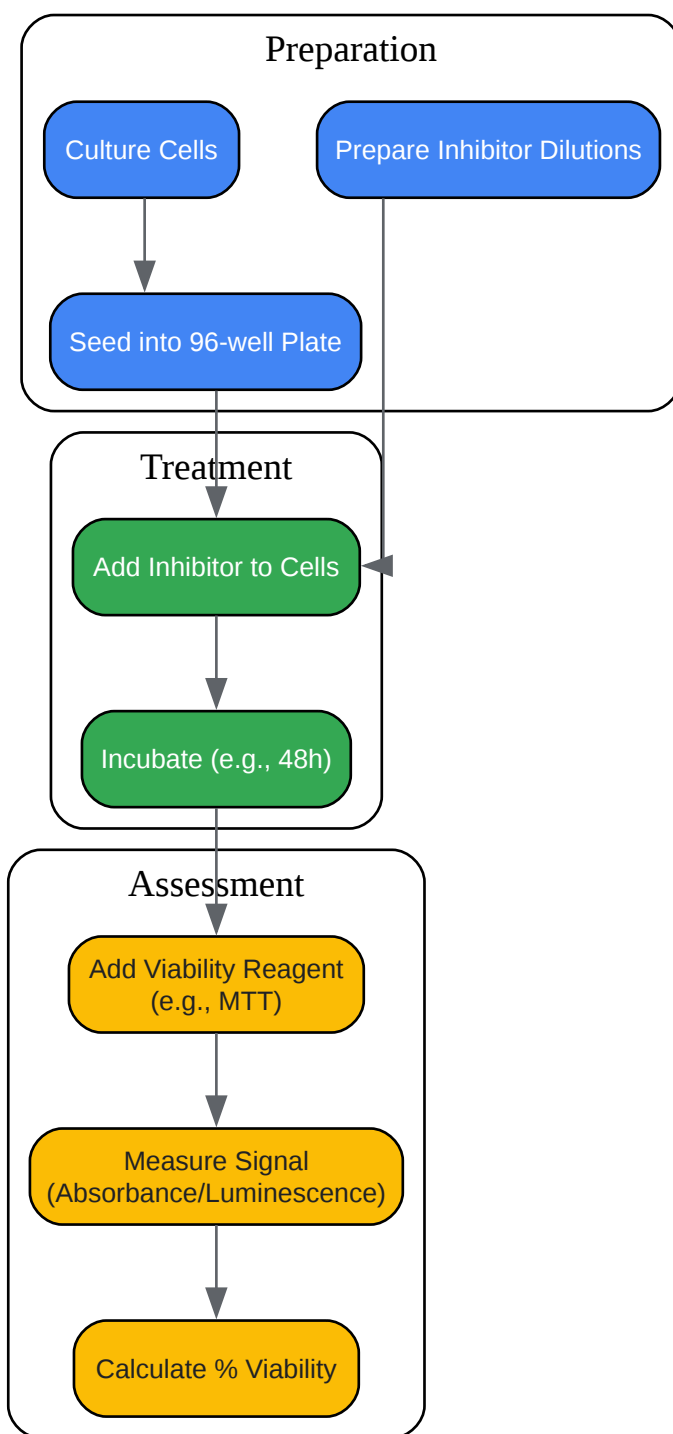 Preparation
Culture Cells
Prepare Inhibitor Dilutions
Seed into 96-well Plate
Treatment
Add Inhibitor to Cells
Incubate (e.g., 48h)
Assessment
Add Viability Reagent
(e.g., MTT)
Measure Signal
(Absorbance/Luminescence)
Calculate % Viability